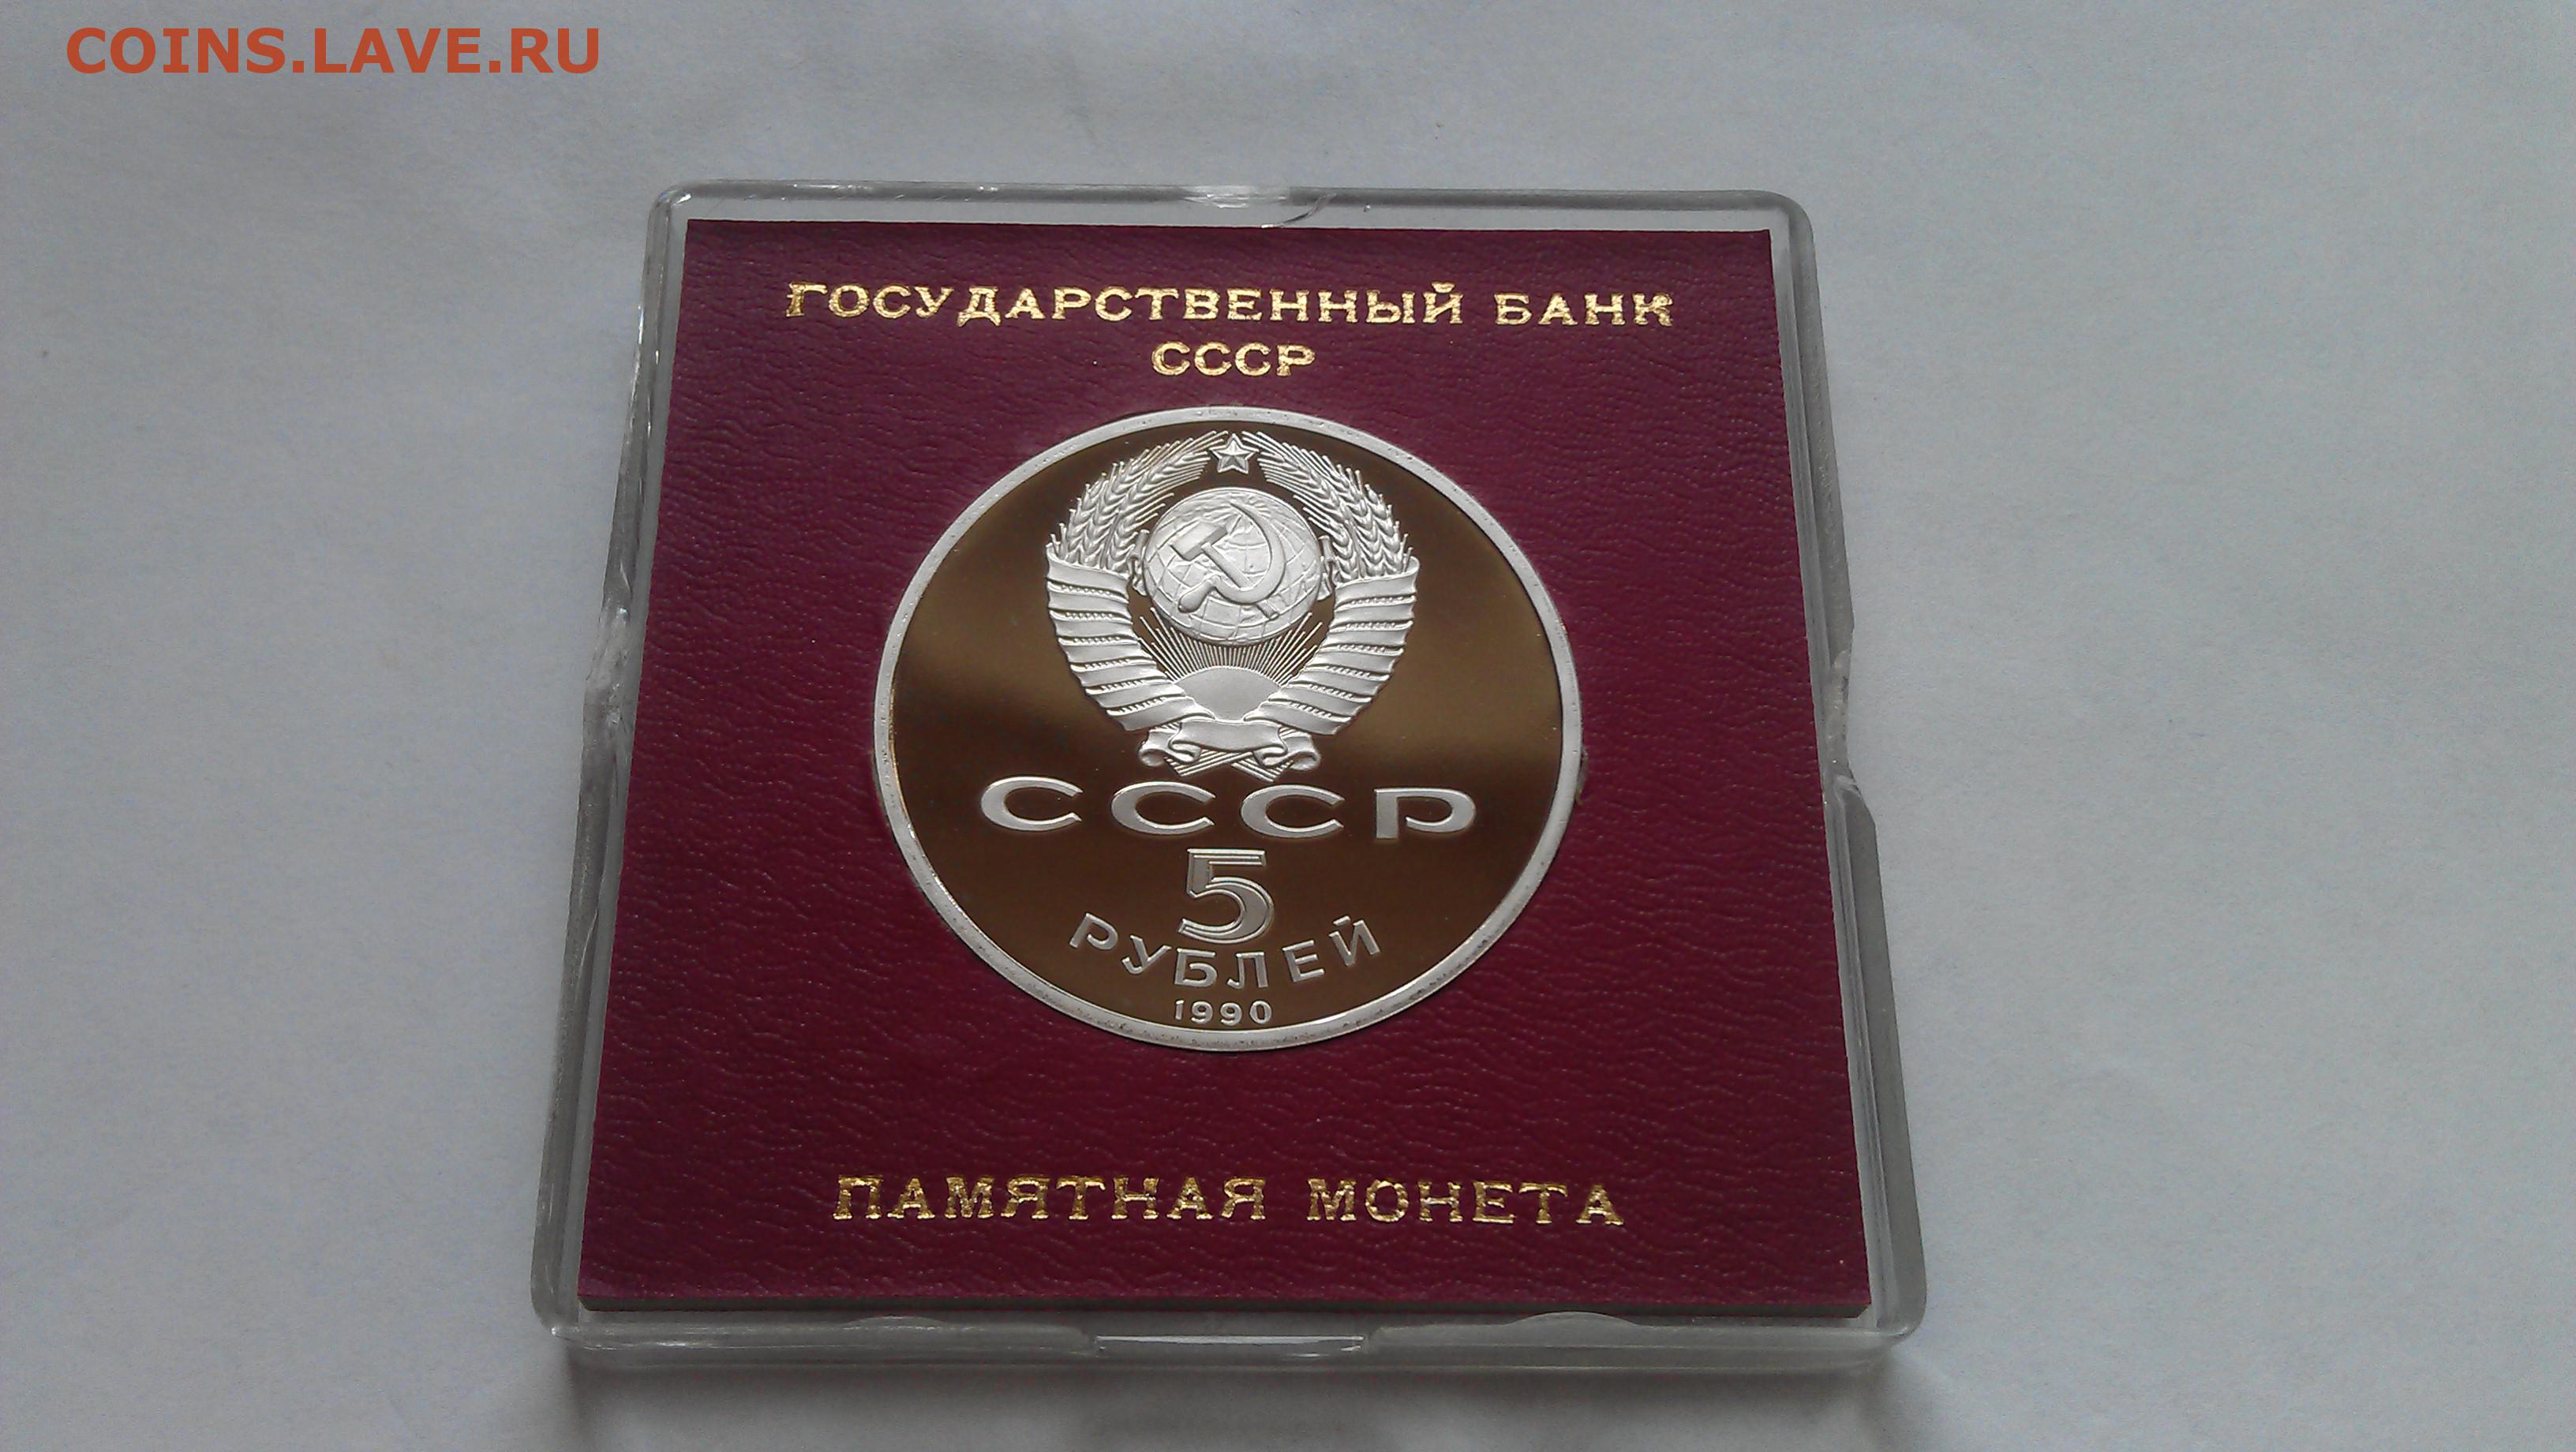 COINS.LAVE.RU
ГОСУДАРСТВЕННЫЙ БАНК
СССР
СССР
5
РУБЛЕЙ
1990
ПАМЯТНАЯ МОНЕТА